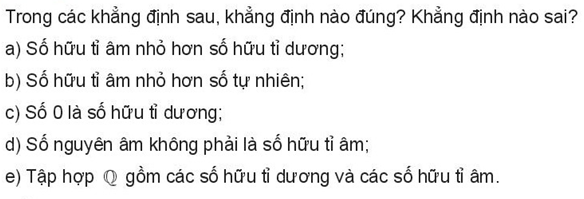 Trong các khẳng định sau, khẳng định nào đúng? Khẳng định nào sai?
a) Số hữu tỉ âm nhỏ hơn số hữu tỉ dương;
b) Số hữu tỉ âm nhỏ hơn số tự nhiên;
c) Số 0 là số hữu tỉ dương;
d) Số nguyên âm không phải là số hữu tỉ âm;
e) Tập hợp ℚ gồm các số hữu tỉ dương và các số hữu tỉ âm.